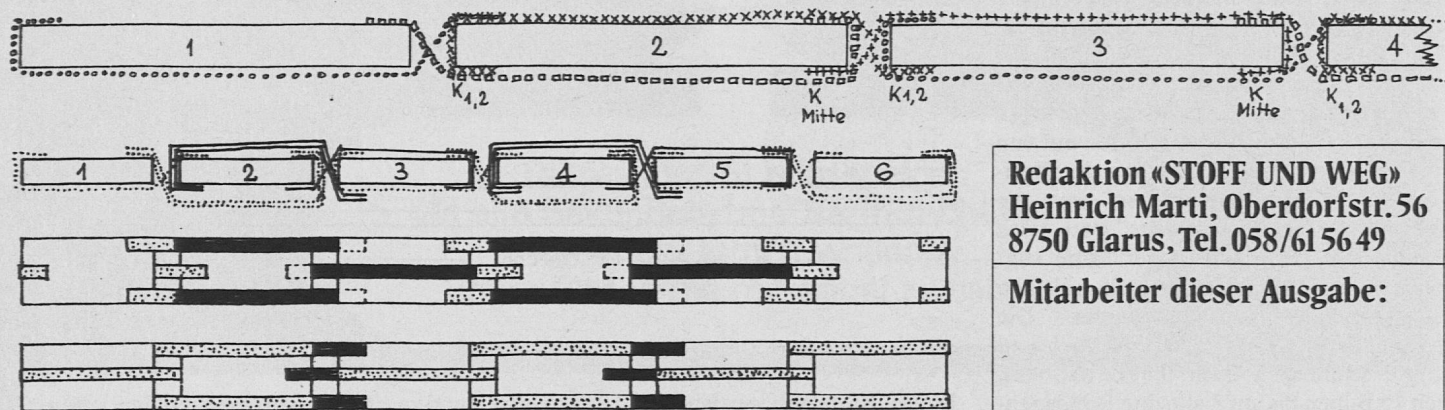 1
2
3
4
K1,2
K
Mitte
K1,2
K
Mitte
K1,2
1
2
3
4
5
6
Redaktion «STOFF UND WEG»
Heinrich Marti, Oberdorfstr. 56
8750 Glarus, Tel. 058/61 56 49
Mitarbeiter dieser Ausgabe: